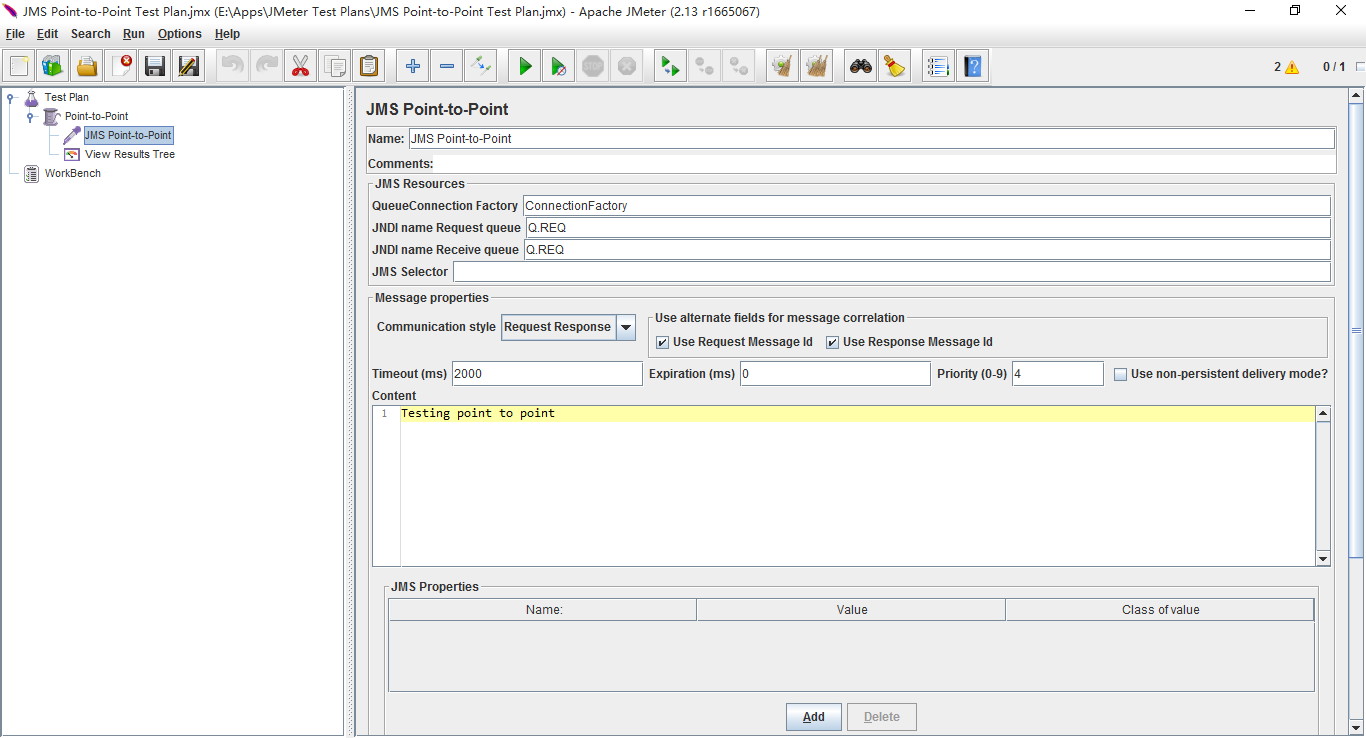 JMS Point-to-Point Test Plan.jmx (E:\Apps\JMeter Test Plans\JMS Point-to-Point Test Plan.jmx) - Apache JMeter (2.13 r1665067)
File Edit Search Run Options Help
STOP
2 0 / 1
Test Plan
Point-to-Point
JMS Point-to-Point
View Results Tree
WorkBench
JMS Point-to-Point
Name: JMS Point-to-Point
Comments:
JMS Resources
QueueConnection Factory ConnectionFactory
JNDI name Request queue Q.REQ
JNDI name Receive queue Q.REQ
JMS Selector
Message properties
Communication style Request Response
Use alternate fields for message correlation
Use Request Message Id Use Response Message Id
Timeout (ms) 2000 Expiration (ms) 0 Priority (0-9) 4 Use non-persistent delivery mode?
Content
1 Testing point to point
JMS Properties
Name: Value Class of value
Add Delete